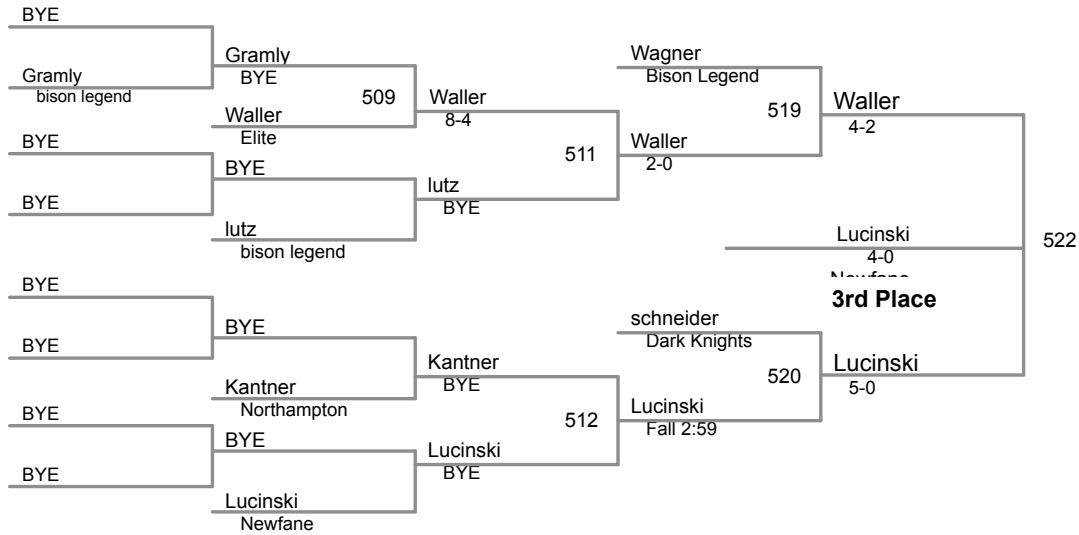 BYE
Gramly
bison legend
BYE
BYE
BYE
BYE
BYE
BYE
Gramly
BYE
Waller
Elite
BYE
lutz
bison legend
BYE
Kantner
Northampton
BYE
Lucinski
Newfane
509
Waller
8-4
lutz
BYE
Kantner
BYE
Lucinski
BYE
511
512
Wagner
Bison Legend
Waller
2-0
schneider
Dark Knights
Lucinski
Fall 2:59
519
520
Waller
4-2
Lucinski
4-0
Newfane
3rd Place
Lucinski
5-0
522